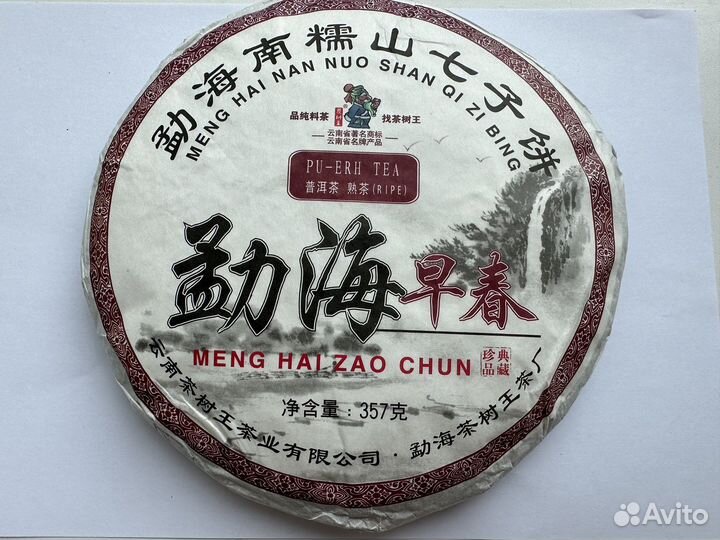 勐海南糯山七子饼
MENG HAI NAN NUO SHAN QI ZI BING
品纯料茶 找茶树王
云南省著名商标
云南省名牌产品
PU-ERH TEA
普洱茶 熟茶(RIPE)
勐海早春
MENG HAI ZAO CHUN
珍品 典藏
净含量：357克
云南茶树王茶业有限公司·勐海茶树王茶厂
Avito